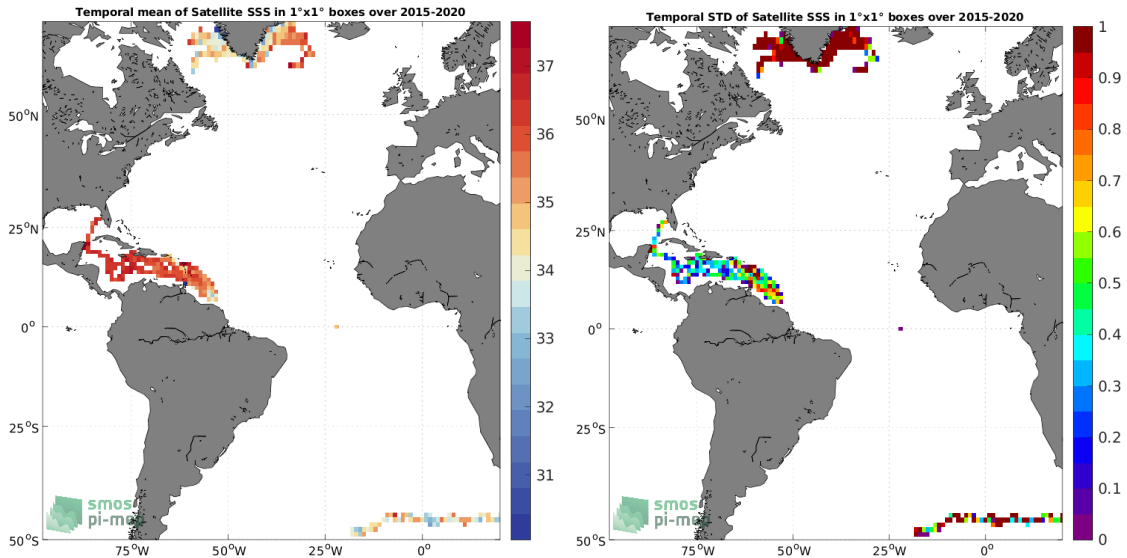 Temporal mean of Satellite SSS in 1°x1° boxes over 2015-2020
50°N
25°N
0°
25°S
50°S
75°W
50°W
25°W
0°
37
36
35
34
33
32
31
smos
pi-mep
Temporal STD of Satellite SSS in 1°x1° boxes over 2015-2020
50°N
25°N
0°
25°S
50°S
75°W
50°W
25°W
0°
1
0.9
0.8
0.7
0.6
0.5
0.4
0.3
0.2
0.1
0
smos
pi-mep